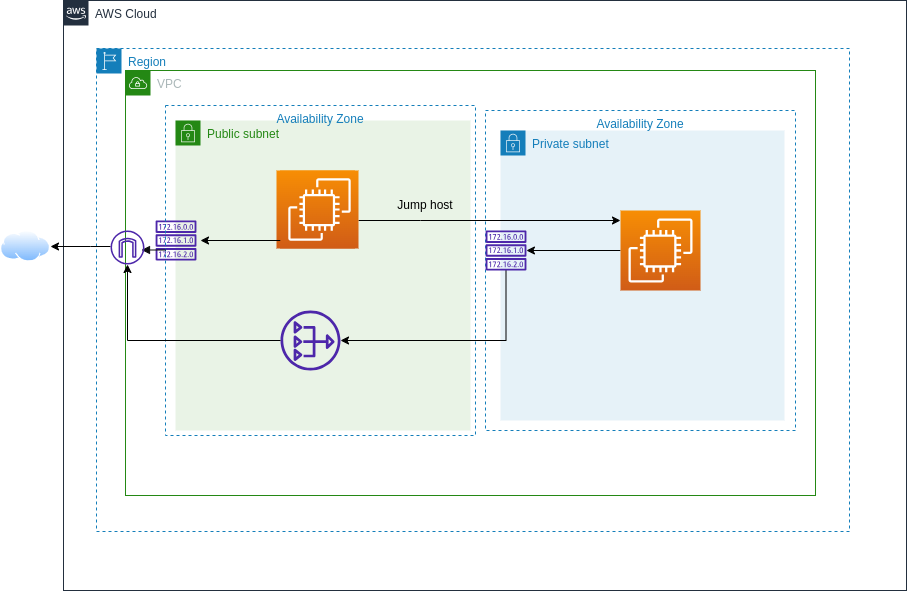 aws
AWS Cloud
Region
VPC
Availability Zone
Public subnet
Availability Zone
Private subnet
Jump host
172.16.0.0
172.16.1.0
172.16.2.0
172.16.0.0
172.16.1.0
172.16.2.0